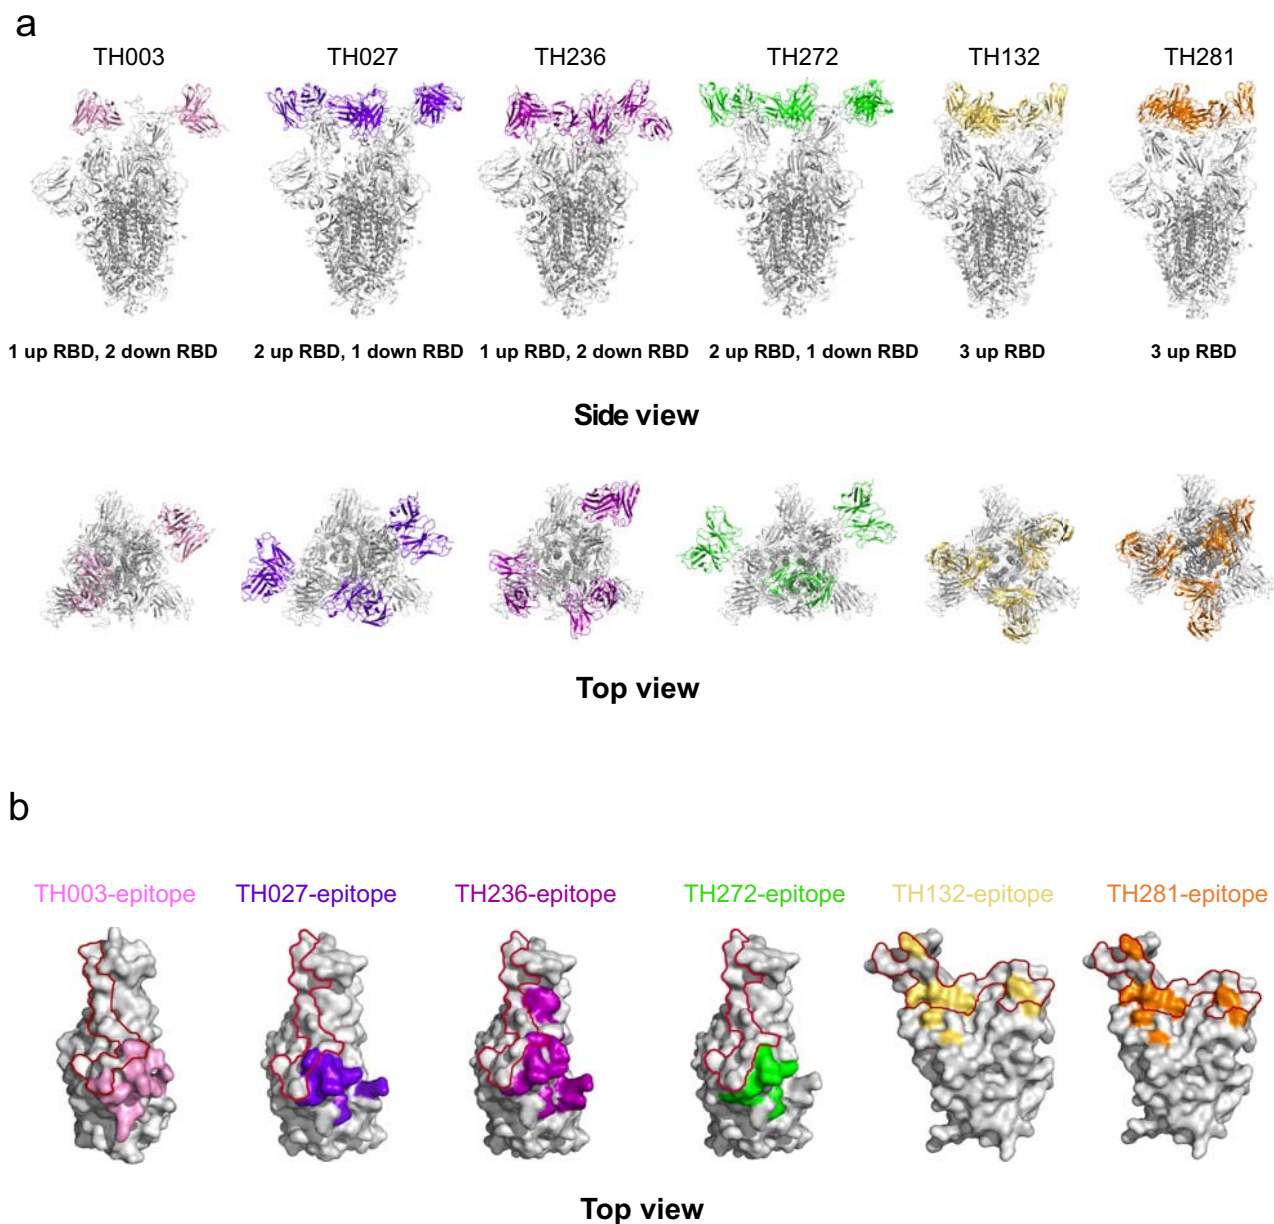 a
TH003 TH027 TH236 TH272 TH132 TH281
1 up RBD, 2 down RBD 2 up RBD, 1 down RBD 1 up RBD, 2 down RBD 2 up RBD, 1 down RBD 3 up RBD 3 up RBD
Side view
Top view
b
TH003-epitope TH027-epitope TH236-epitope TH272-epitope TH132-epitope TH281-epitope
Top view